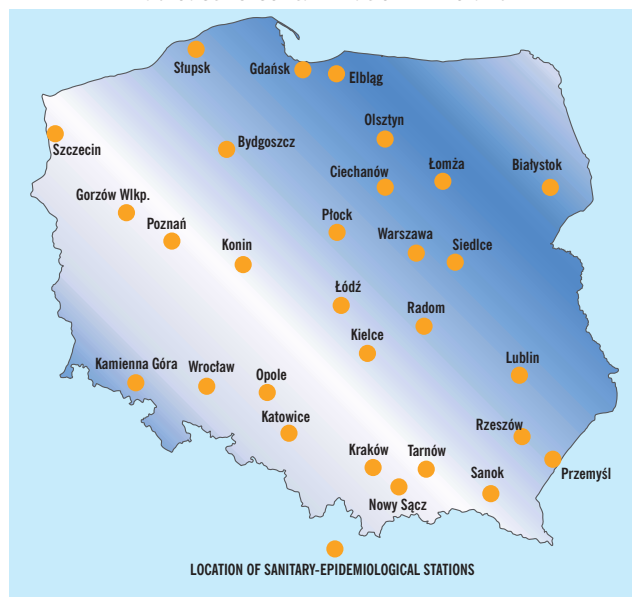 Słupsk
Gdańsk
Elbląg
Olsztyn
Szczecin
Bydgoszcz
Ciechanów
Łomża
Białystok
Gorzów Wlkp.
Poznań
Płock
Konin
Warszawa
Siedlce
Łódź
Radom
Kielce
Kamienna Góra
Wrocław
Opole
Lublin
Katowice
Rzeszów
Kraków
Tarnów
Sanok
Przemyśl
Nowy Sącz
LOCATION OF SANITARY-EPIDEMIOLOGICAL STATIONS